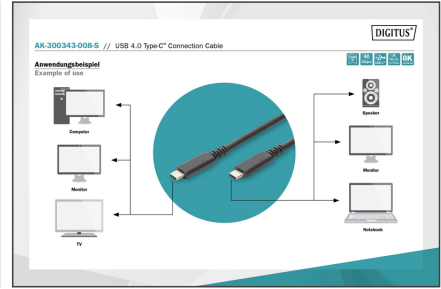 DIGITUS®
AK-300343-008-S // USB 4.0 Type-C™ Connection Cable
Anwendungsbeispiel
Example of use
8K
Computer
Monitor
TV
Speaker
Monitor
Notebook